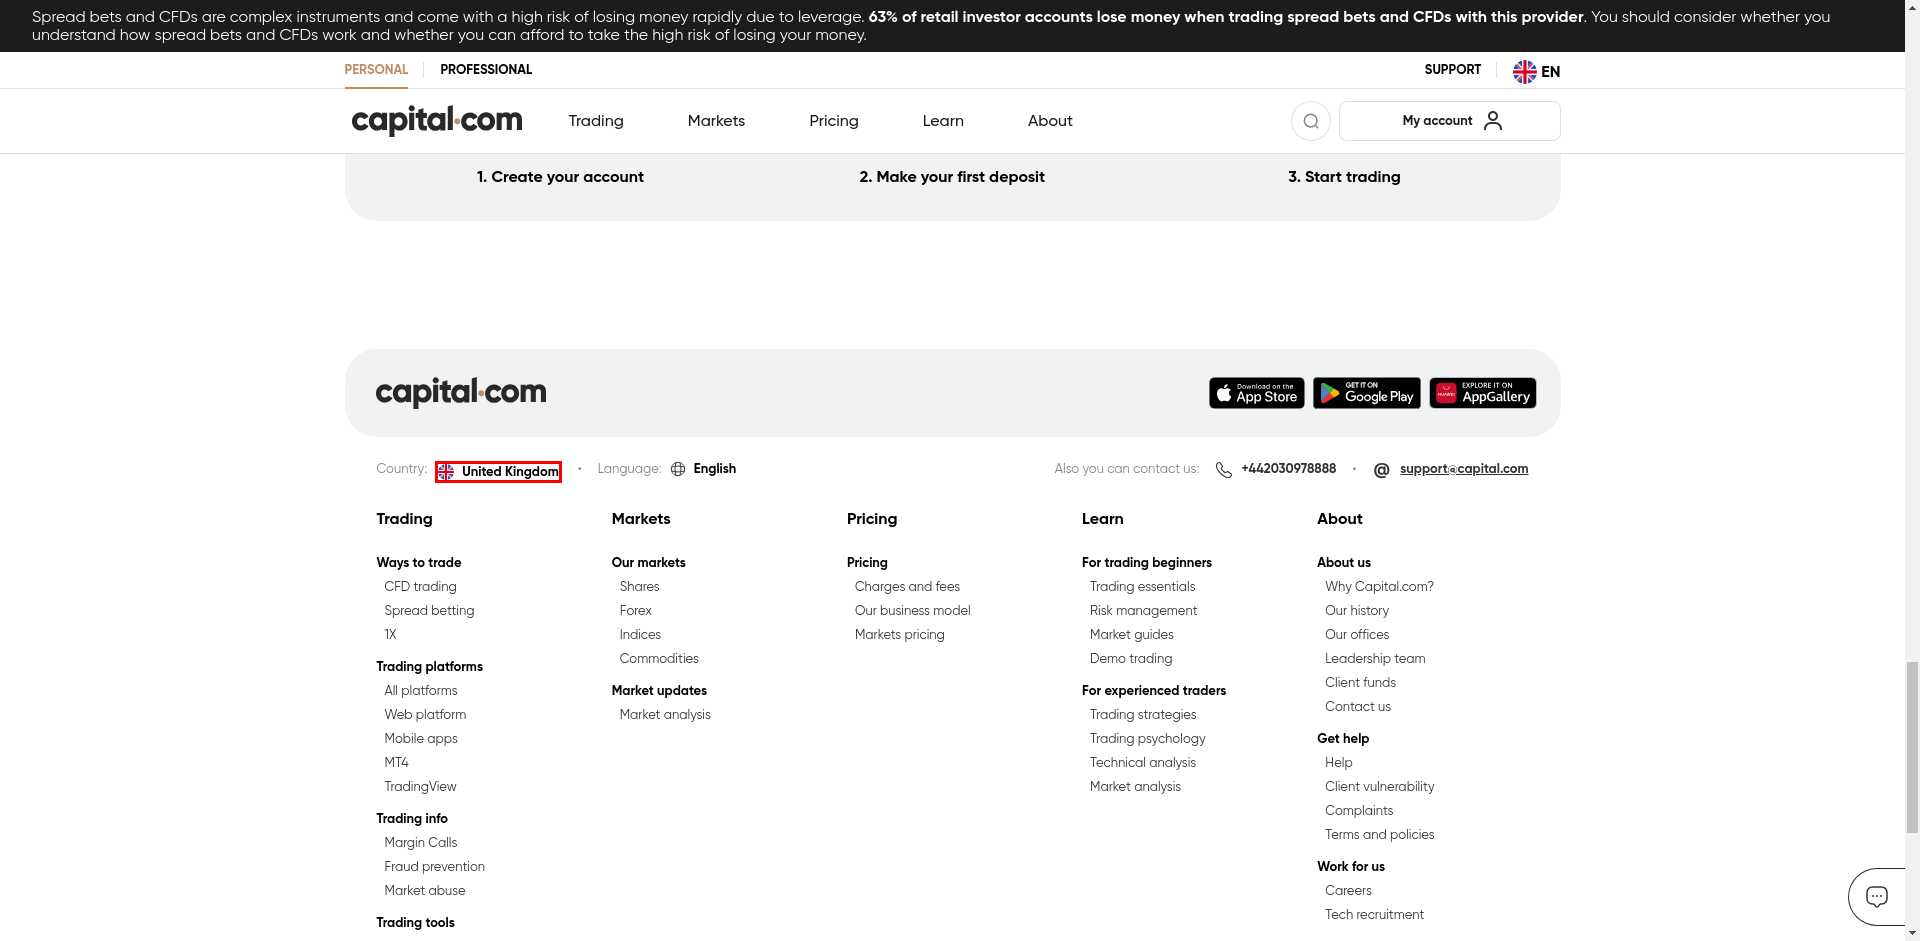 Spread bets and CFDs are complex instruments and come with a high risk of losing money rapidly due to leverage. 63% of retail investor accounts lose money when trading spread bets and CFDs with this provider. You should consider whether you
understand how spread bets and CFDs work and whether you can afford to take the high risk of losing your money.
PERSONAL PROFESSIONAL SUPPORT EN
capital.com Trading Markets Pricing Learn About My account
1. Create your account 2. Make your first deposit 3. Start trading
capital.com Download on the App Store GET IT ON Google Play HUAWEI EXPLORE IT ON AppGallery
Country: United Kingdom • Language: English Also you can contact us: +442030978888 • @ support@capital.com
Trading
Ways to trade
CFD trading
Spread betting
1X
Trading platforms
All platforms
Web platform
Mobile apps
MT4
TradingView
Trading info
Margin Calls
Fraud prevention
Market abuse
Trading tools
Markets
Our markets
Shares
Forex
Indices
Commodities
Market updates
Market analysis
Pricing
Pricing
Charges and fees
Our business model
Markets pricing
Learn
For trading beginners
Trading essentials
Risk management
Market guides
Demo trading
For experienced traders
Trading strategies
Trading psychology
Technical analysis
Market analysis
About
About us
Why Capital.com?
Our history
Our offices
Leadership team
Client funds
Contact us
Get help
Help
Client vulnerability
Complaints
Terms and policies
Work for us
Careers
Tech recruitment